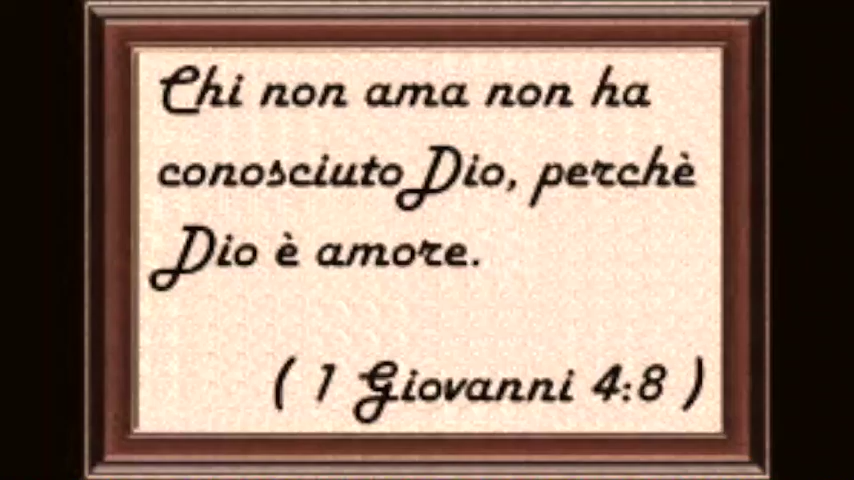 Chi non ama non ha
conosciuto Dio, perchè
Dio è amore.
( 1 Giovanni 4:8 )